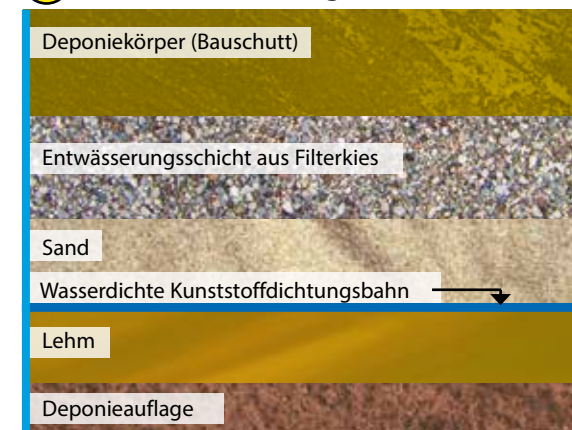 Deponiekörper (Bauschutt)
Entwässerungsschicht aus Filterkies
Sand
Wasserdichte Kunststoffdichtungsbahn
Lehm
Deponieauflage